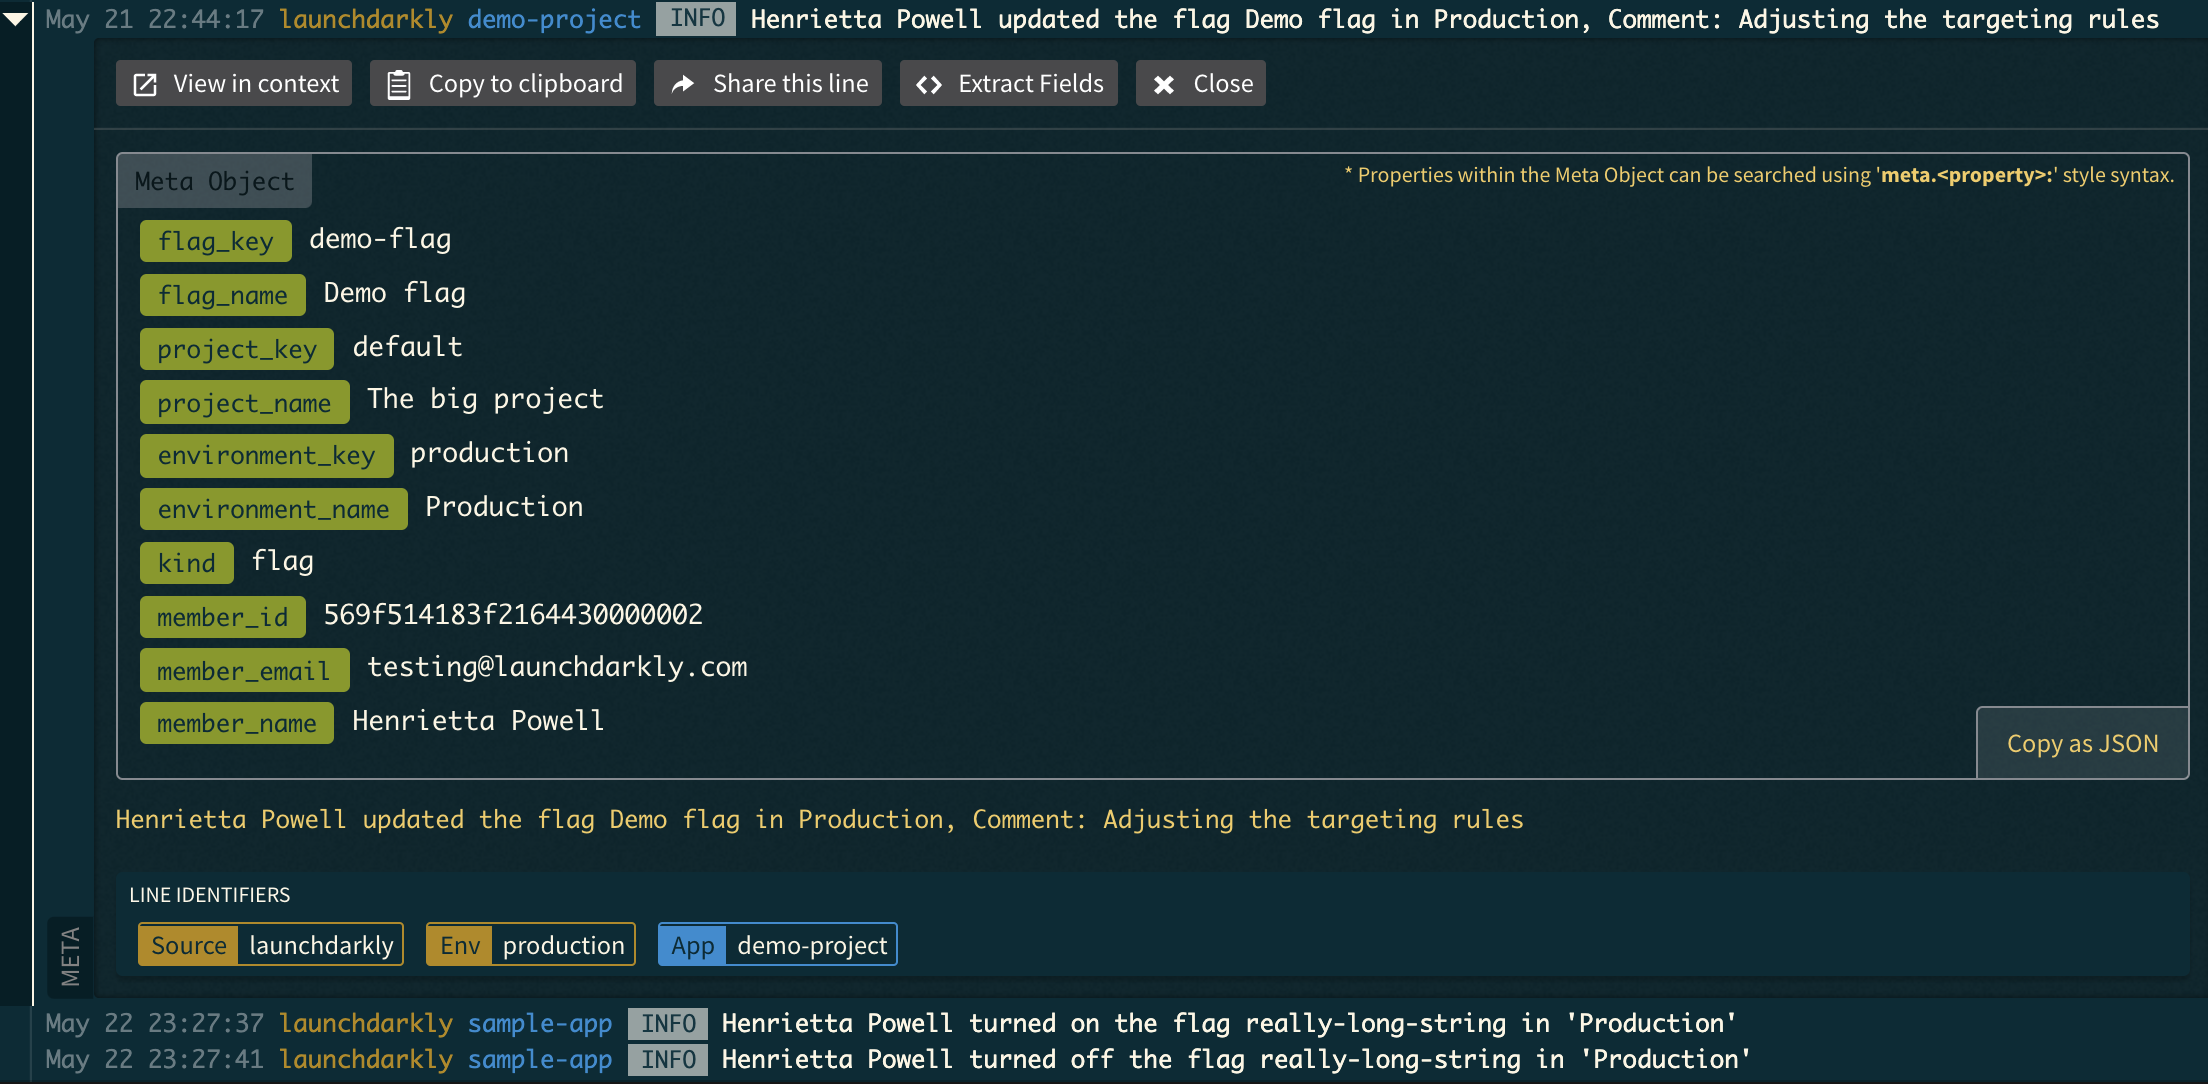 May 21 22:44:17 launchdarkly demo-project INFO Henrietta Powell updated the flag Demo flag in Production, Comment: Adjusting the targeting rules
View in context Copy to clipboard Share this line Extract Fields Close
Meta Object * Properties within the Meta Object can be searched using 'meta.<property>:' style syntax.
flag_key demo-flag
flag_name Demo flag
project_key default
project_name The big project
environment_key production
environment_name Production
kind flag
member_id 569f514183f2164430000002
member_email testing@launchdarkly.com
member_name Henrietta Powell
Copy as JSON
Henrietta Powell updated the flag Demo flag in Production, Comment: Adjusting the targeting rules
LINE IDENTIFIERS
Source launchdarkly Env production App demo-project
META
May 22 23:27:37 launchdarkly sample-app INFO Henrietta Powell turned on the flag really-long-string in 'Production'
May 22 23:27:41 launchdarkly sample-app INFO Henrietta Powell turned off the flag really-long-string in 'Production'